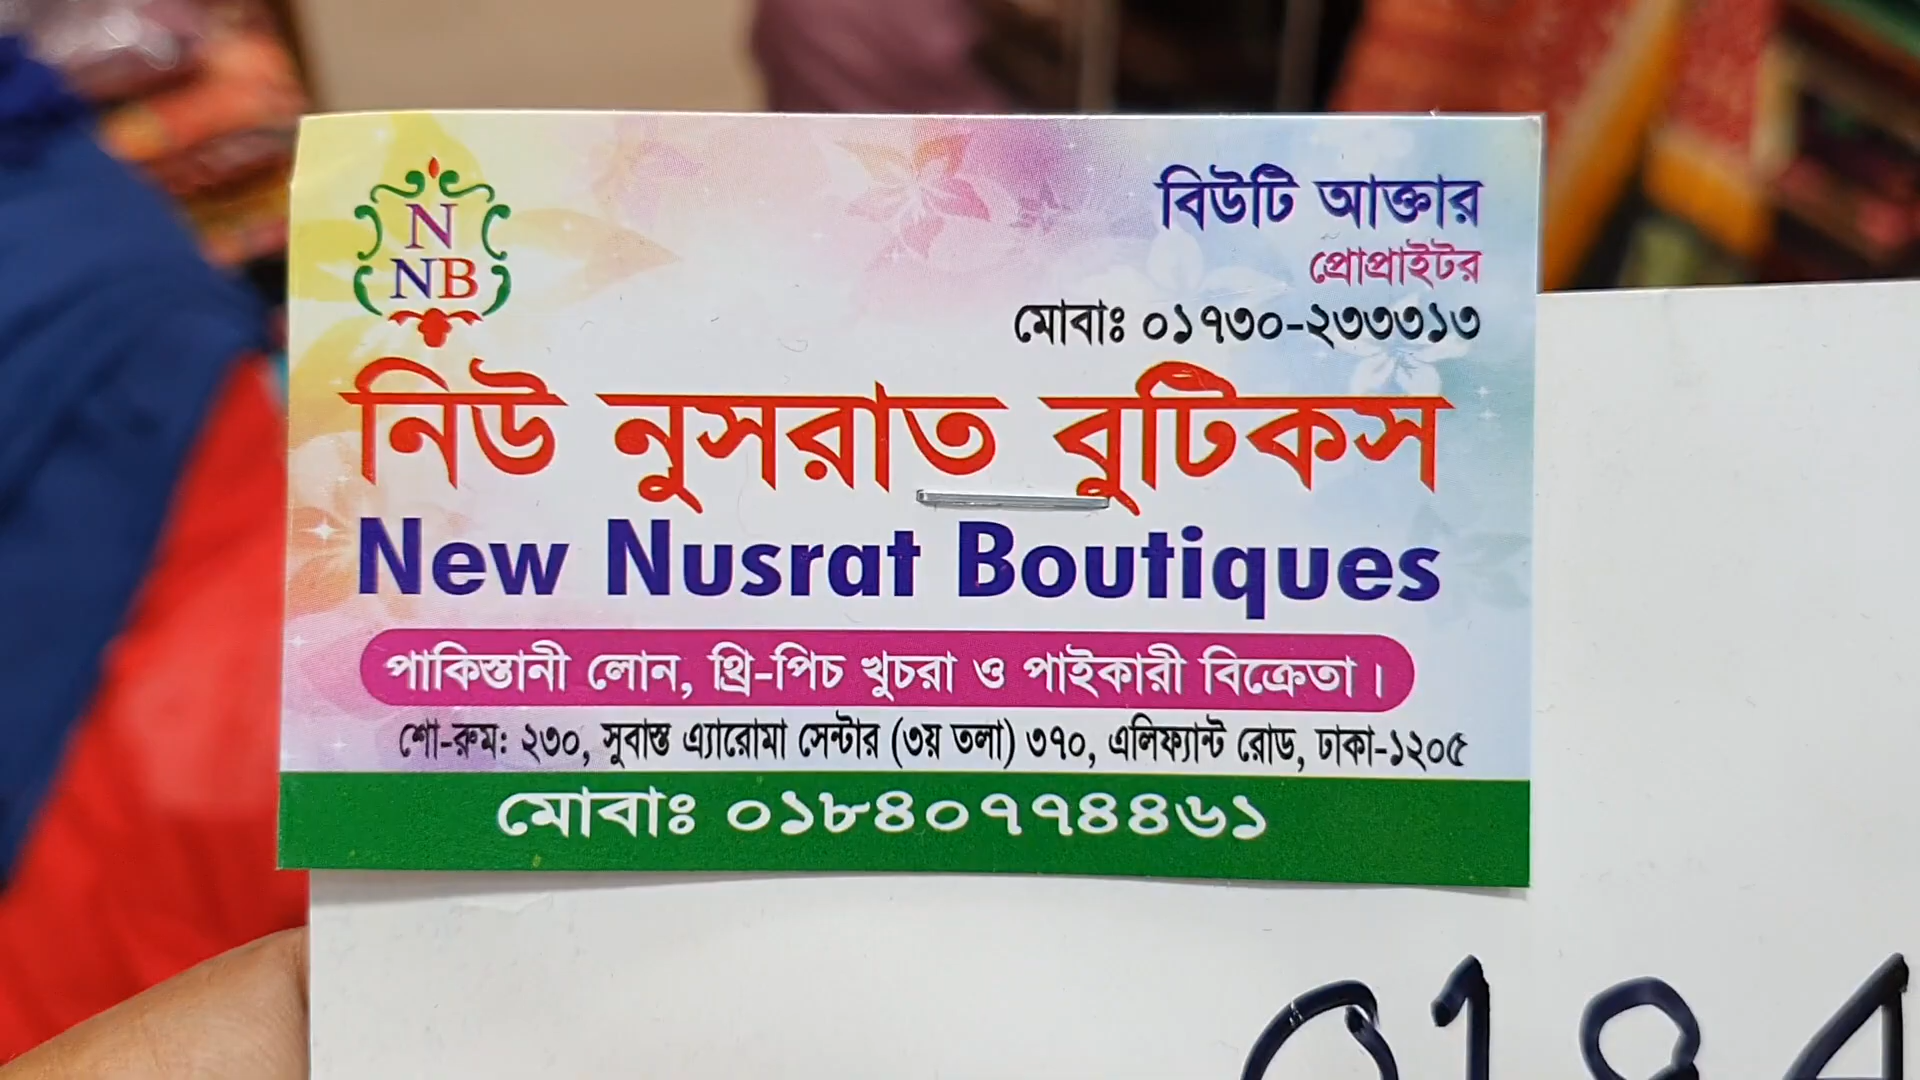 N
NB
বিউটি আক্তার
প্রোপ্রাইটর
মোবাঃ ০১৭৩০-২৩৩৩১৩
নিউ নুসরাত বুটিকস
New Nusrat Boutiques
পাকিস্তানী লোন, থ্রি-পিচ খুচরা ও পাইকারী বিক্রেতা।
শো-রুম: ২৩০, সুবাস্ত এ্যারোমা সেন্টার (৩য় তলা) ৩৭০, এলিফ্যান্ট রোড, ঢাকা-১২০৫
মোবাঃ ০১৮৪০৭৭৪৪৬১
0184